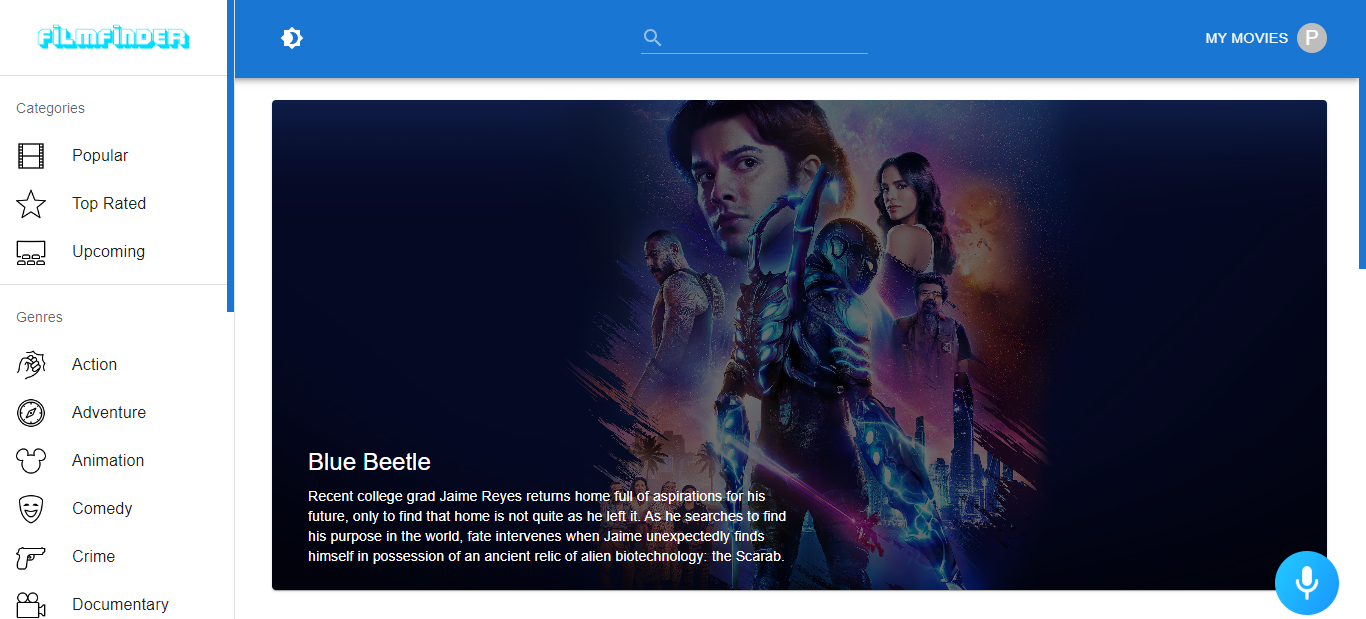 FILMFINDER
MY MOVIES P
Categories
Popular
Top Rated
Upcoming
Genres
Action
Adventure
Animation
Comedy
Crime
Documentary
Blue Beetle
Recent college grad Jaime Reyes returns home full of aspirations for his
future, only to find that home is not quite as he left it. As he searches to find
his purpose in the world, fate intervenes when Jaime unexpectedly finds
himself in possession of an ancient relic of alien biotechnology: the Scarab.